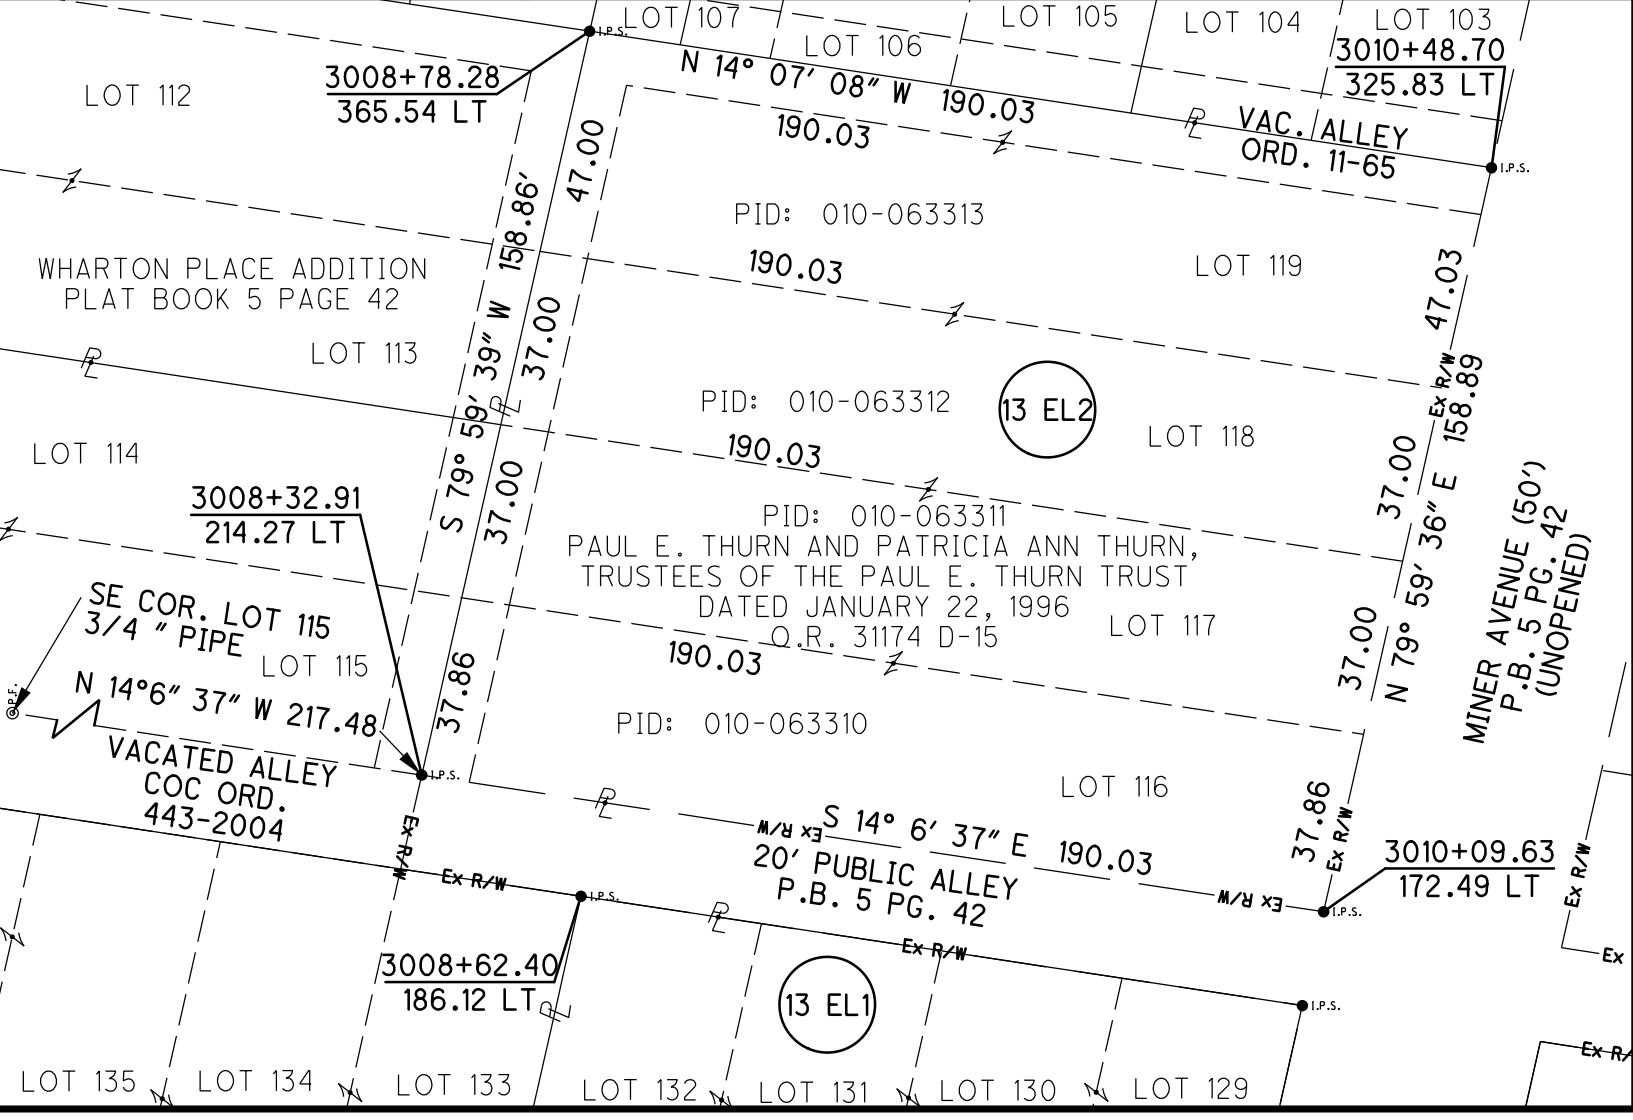 LOT 107
LOT 105
LOT 104
LOT 103
LOT 106
3010+48.70
325.83 LT
I.P.S.
3008+78.28
365.54 LT
LOT 112
N 14° 07' 08" W 190.03
190.03
VAC. ALLEY
ORD. 11-65
I.P.S.
47.00
S 79° 59' 39" W 158.86'
PID: 010-063313
LOT 119
190.03
47.03
WHARTON PLACE ADDITION
PLAT BOOK 5 PAGE 42
LOT 113
37.00
PID: 010-063312
13 EL2
LOT 118
Ex R/W
158.89
N 79° 59' 36" E
37.00
LOT 114
190.03
3008+32.91
214.27 LT
37.00
PID: 010-063311
PAUL E. THURN AND PATRICIA ANN THURN,
TRUSTEES OF THE PAUL E. THURN TRUST
DATED JANUARY 22, 1996
O.R. 31174 D-15
LOT 117
190.03
37.00
MINER AVENUE (50')
P.B. 5 PG. 42
(UNOPENED)
SE COR. LOT 115
3/4 " PIPE
LOT 115
N 14°6" 37" W 217.48
I.P.F.
37.86
PID: 010-063310
LOT 116
VACATED ALLEY
COC ORD.
443-2004
I.P.S.
Ex R/W
Ex R/W
Ex R/W
S 14° 6' 37" E 190.03
20' PUBLIC ALLEY
P.B. 5 PG. 42
37.86
Ex R/W
3010+09.63
172.49 LT
Ex R/W
I.P.S.
Ex R/W
I.P.S.
Ex R/W
Ex
3008+62.40
186.12 LT
13 EL1
I.P.S.
Ex R/
LOT 135
LOT 134
LOT 133
LOT 132
LOT 131
LOT 130
LOT 129